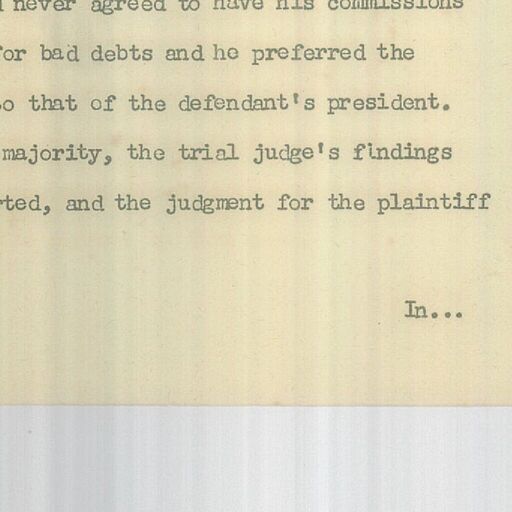 never agreed to have his commissions
for bad debts and he preferred the
to that of the defendant's president.
majority, the trial judge's findings
rted, and the judgment for the plaintiff
In...